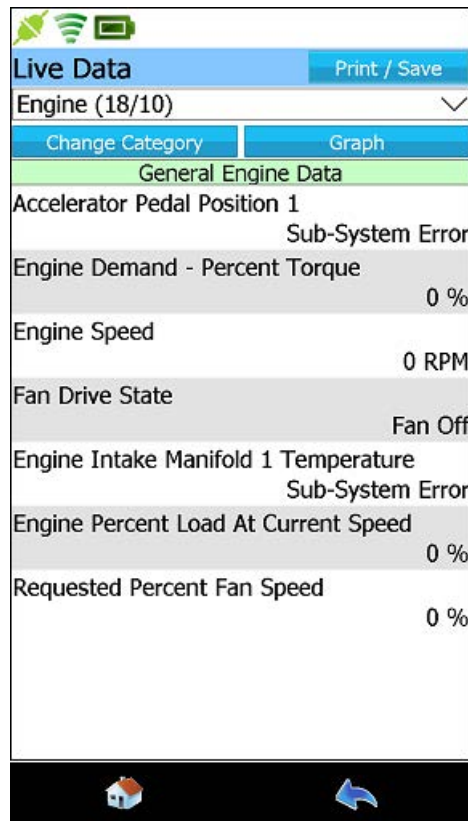 Live Data
Print / Save
Engine (18/10)
Change Category
Graph
General Engine Data
Accelerator Pedal Position 1
Sub-System Error
Engine Demand - Percent Torque
0 %
Engine Speed
0 RPM
Fan Drive State
Fan Off
Engine Intake Manifold 1 Temperature
Sub-System Error
Engine Percent Load At Current Speed
0 %
Requested Percent Fan Speed
0 %